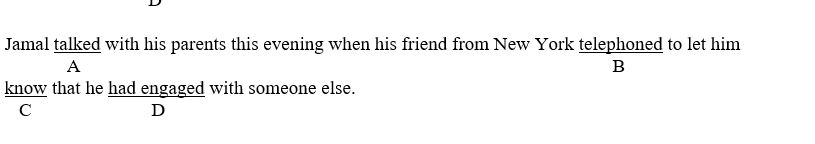 D
Jamal talked with his parents this evening when his friend from New York telephoned to let him
A B
know that he had engaged with someone else.
C D